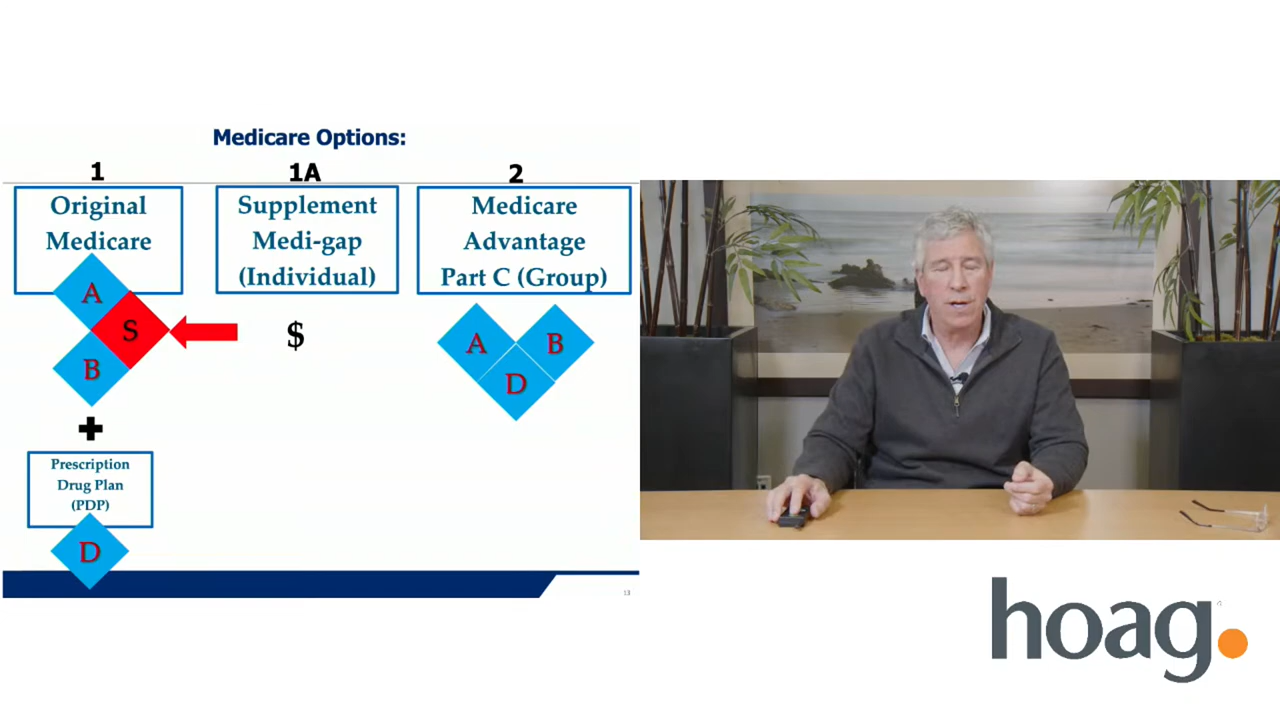 Medicare Options:
1
Original
Medicare
A
S
B
Prescription
Drug Plan
(PDP)
D
1A
Supplement
Medi-gap
(Individual)
$
2
Medicare
Advantage
Part C (Group)
A
B
D
13
hoag.